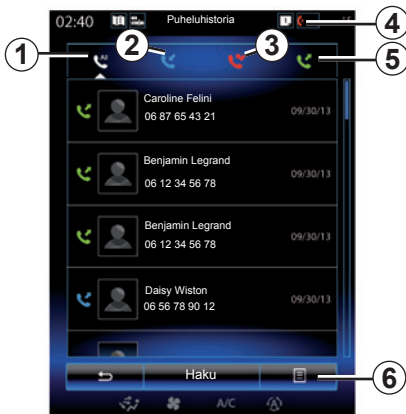 02:40 Puheluhistoria
1
2
3
4
5
All
Caroline Felini
06 87 65 43 21
09/30/13
Benjamin Legrand
06 12 34 56 78
09/30/13
Benjamin Legrand
06 12 34 56 78
09/30/13
Daisy Wiston
06 56 78 90 12
09/30/13
Haku
6
A/C